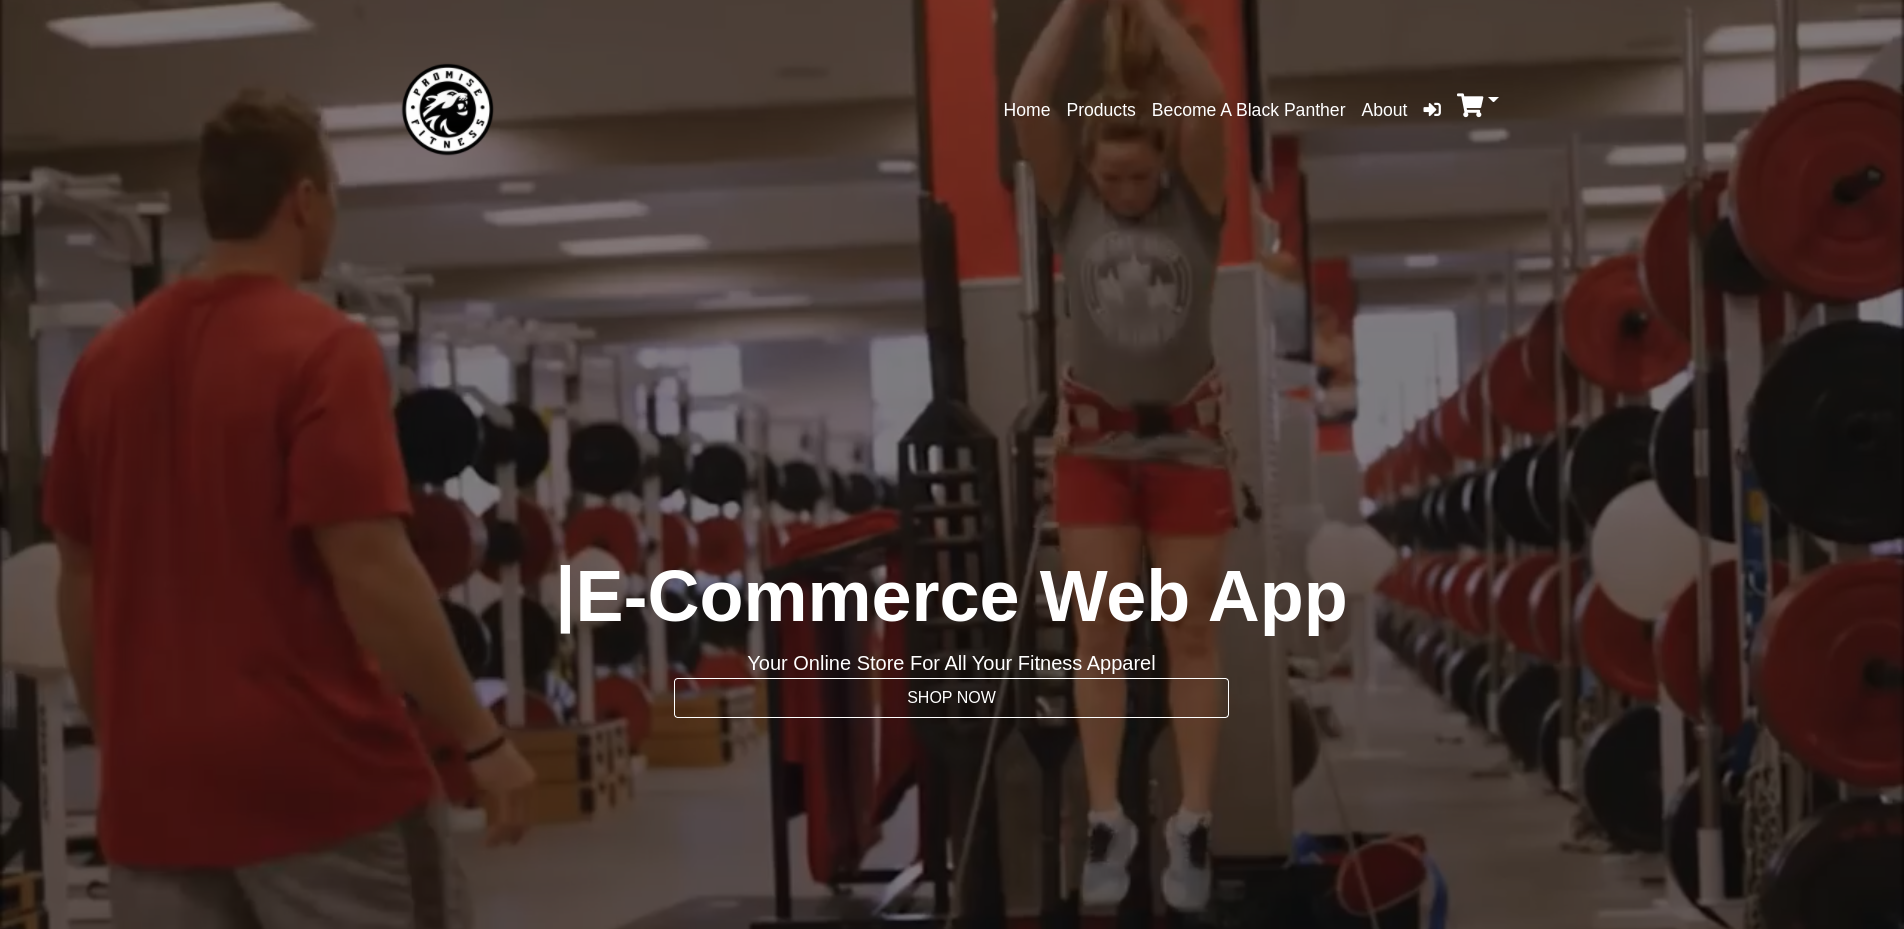 PROMISE
FITNESS
Home Products Become A Black Panther About
|E-Commerce Web App
Your Online Store For All Your Fitness Apparel
SHOP NOW